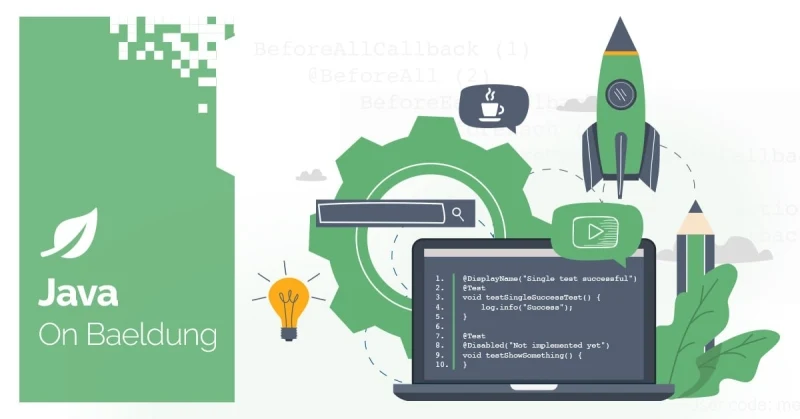 Java
On Baeldung
BeforeAllCallback (1)
@BeforeAll (2)
1. @DisplayName("Single test successful")
2. @Test
3. void testSingleSuccessTest() {
4. log.info("Success");
5. }
6.
7. @Test
8. @Disabled("Not implemented yet")
9. void testShowSomething() {
10. }